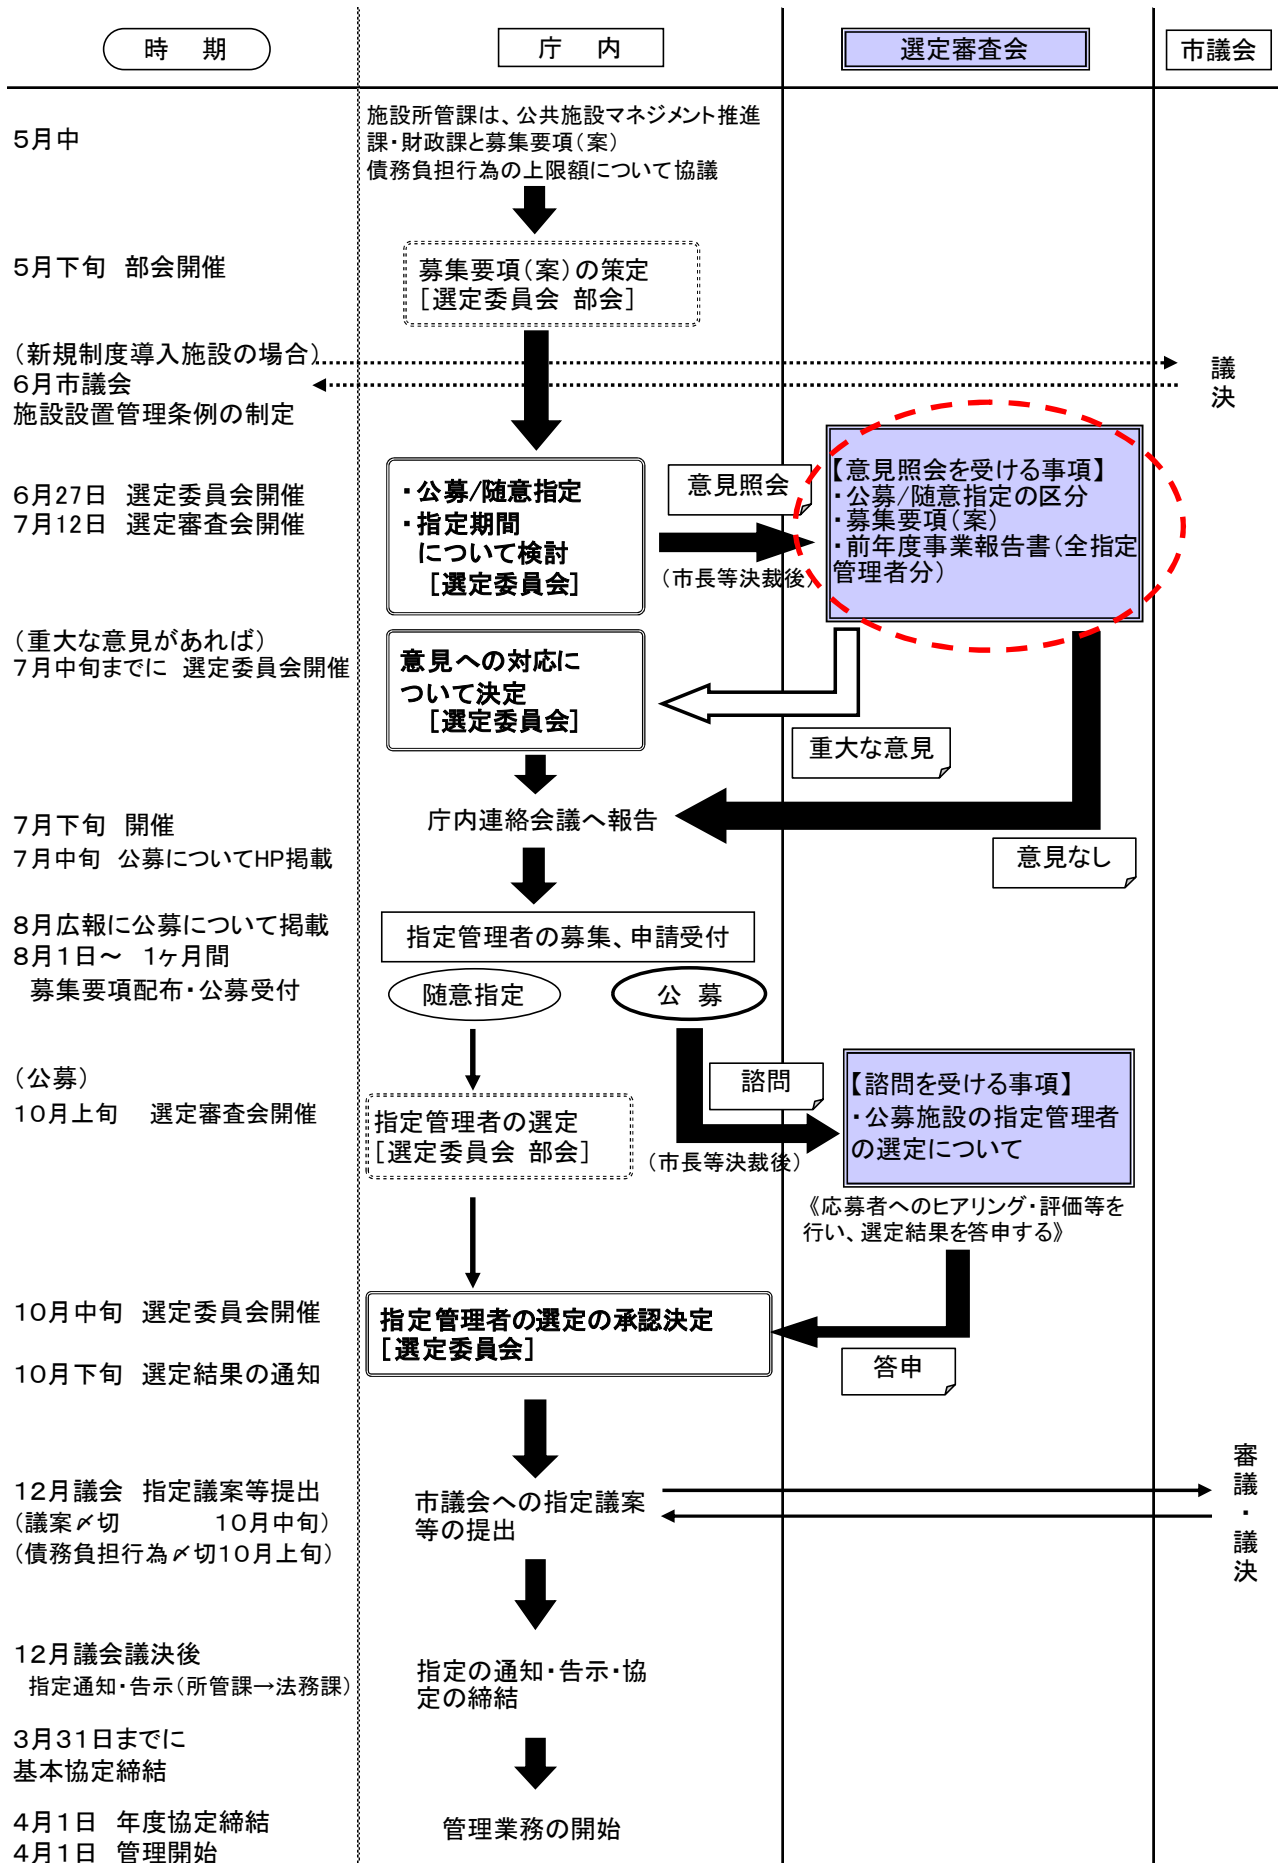 時　期
庁　内
選定審査会
市議会
5月中
施設所管課は、公共施設マネジメント推進
課・財政課と募集要項（案）
債務負担行為の上限額について協議
5月下旬　部会開催
募集要項（案）の策定
［選定委員会 部会］
（新規制度導入施設の場合）
6月市議会
施設設置管理条例の制定
議決
6月27日　選定委員会開催
7月12日　選定審査会開催
・公募/随意指定
・指定期間
について検討
［選定委員会］
意見照会
（市長等決裁後）
【意見照会を受ける事項】
・公募/随意指定の区分
・募集要項（案）
・前年度事業報告書（全指定
管理者分）
（重大な意見があれば）
7月中旬までに 選定委員会開催
意見への対応に
ついて決定
［選定委員会］
重大な意見
7月下旬　開催
庁内連絡会議へ報告
意見なし
7月中旬　公募についてHP掲載
8月広報に公募について掲載
8月1日～　1ヶ月間
募集要項配布・公募受付
指定管理者の募集、申請受付
随意指定
公 募
（公募）
10月上旬　選定審査会開催
指定管理者の選定
［選定委員会 部会］
諮問
（市長等決裁後）
【諮問を受ける事項】
・公募施設の指定管理者
の選定について
《応募者へのヒアリング・評価等を
行い、選定結果を答申する》
10月中旬　選定委員会開催
指定管理者の選定の承認決定
［選定委員会］
10月下旬　選定結果の通知
答申
12月議会　指定議案等提出
（議案〆切　　　10月中旬）
（債務負担行為〆切10月上旬）
市議会への指定議案
等の提出
審議・議決
12月議会議決後
指定通知・告示（所管課→法務課）
指定の通知・告示・協
定の締結
3月31日までに
基本協定締結
4月1日　年度協定締結
4月1日　管理開始
管理業務の開始